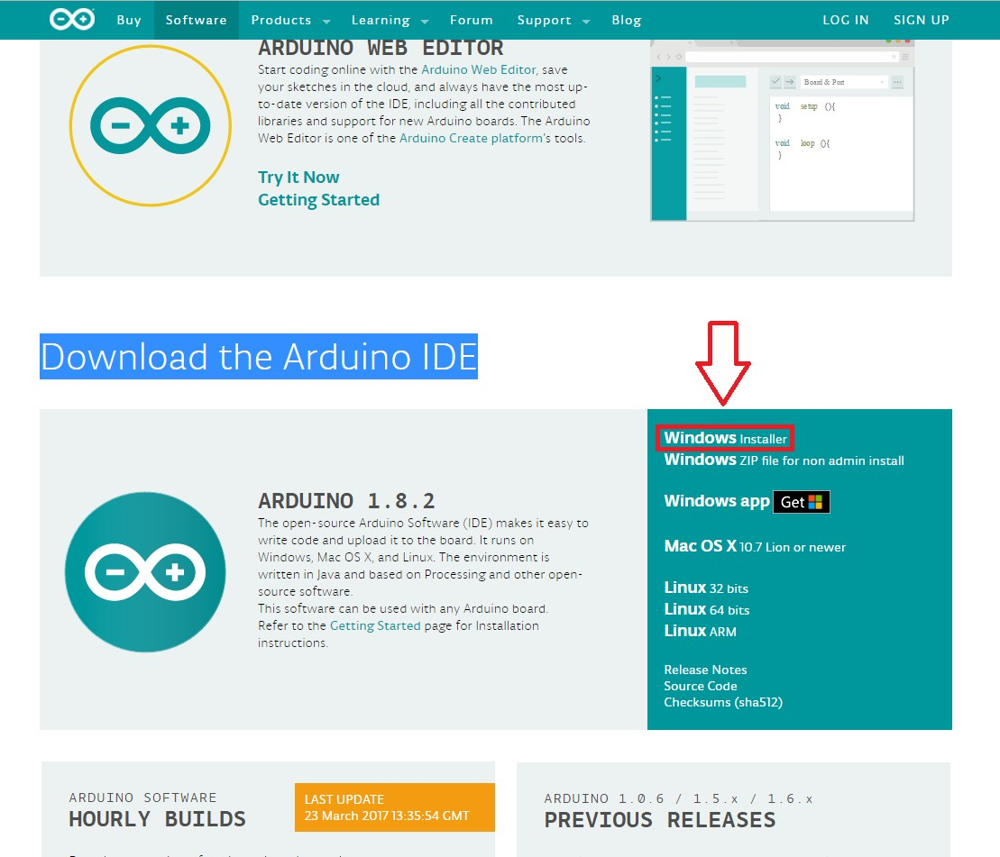 Buy Software Products Learning Forum Support Blog LOG IN SIGN UP
ARDUINO WEB EDITOR
Start coding online with the Arduino Web Editor, save
your sketches in the cloud, and always have the most up-
to-date version of the IDE, including all the contributed
libraries and support for new Arduino boards. The Arduino
Web Editor is one of the Arduino Create platform's tools.
Try It Now
Getting Started
Board & Port
void setup (){
}
void loop (){
}
Download the Arduino IDE
ARDUINO 1.8.2
The open-source Arduino Software (IDE) makes it easy to
write code and upload it to the board. It runs on
Windows, Mac OS X, and Linux. The environment is
written in Java and based on Processing and other open-
source software.
This software can be used with any Arduino board.
Refer to the Getting Started page for Installation
instructions.
Windows Installer
Windows ZIP file for non admin install
Windows app Get
Mac OS X 10.7 Lion or newer
Linux 32 bits
Linux 64 bits
Linux ARM
Release Notes
Source Code
Checksums (sha512)
ARDUINO SOFTWARE
HOURLY BUILDS
LAST UPDATE
23 March 2017 13:35:54 GMT
ARDUINO 1.0.6 / 1.5.x / 1.6.x
PREVIOUS RELEASES